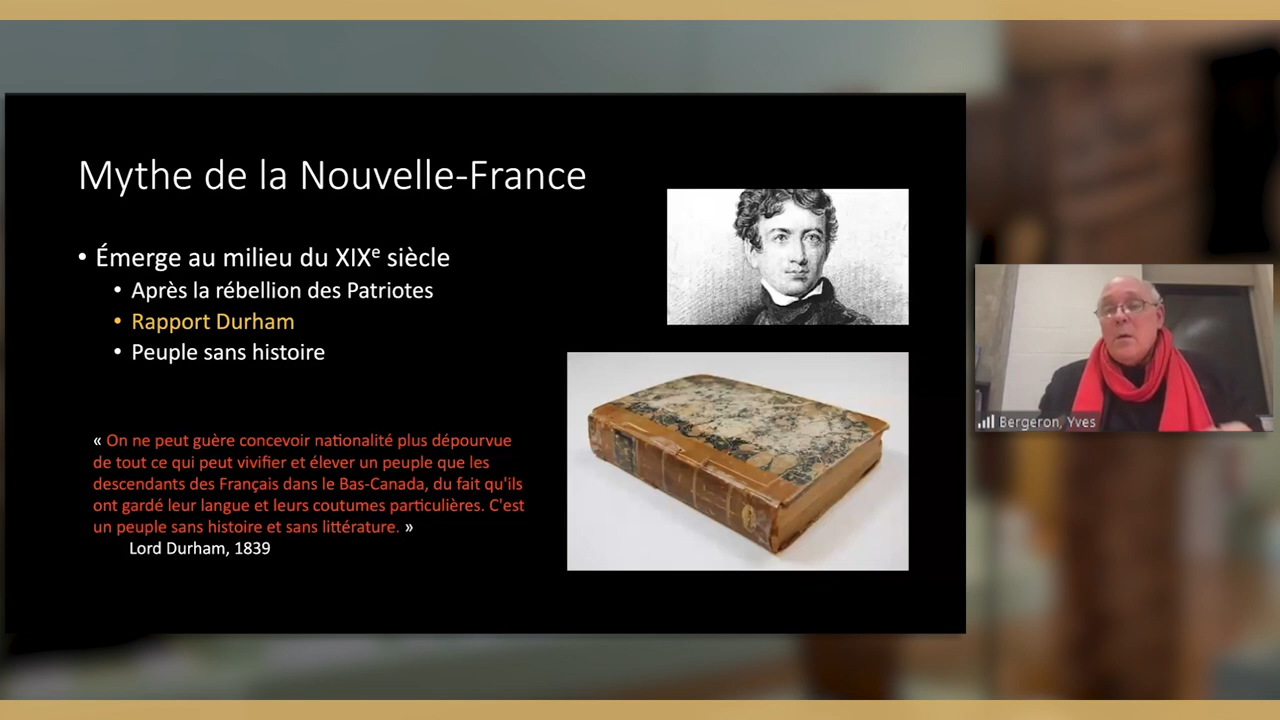 Mythe de la Nouvelle-France
• Émerge au milieu du XIXe siècle
• Après la rébellion des Patriotes
• Rapport Durham
• Peuple sans histoire
« On ne peut guère concevoir nationalité plus dépourvue
de tout ce qui peut vivifier et élever un peuple que les
descendants des Français dans le Bas-Canada, du fait qu'ils
ont gardé leur langue et leurs coutumes particulières. C'est
un peuple sans histoire et sans littérature. »
Lord Durham, 1839
Bergeron, Yves